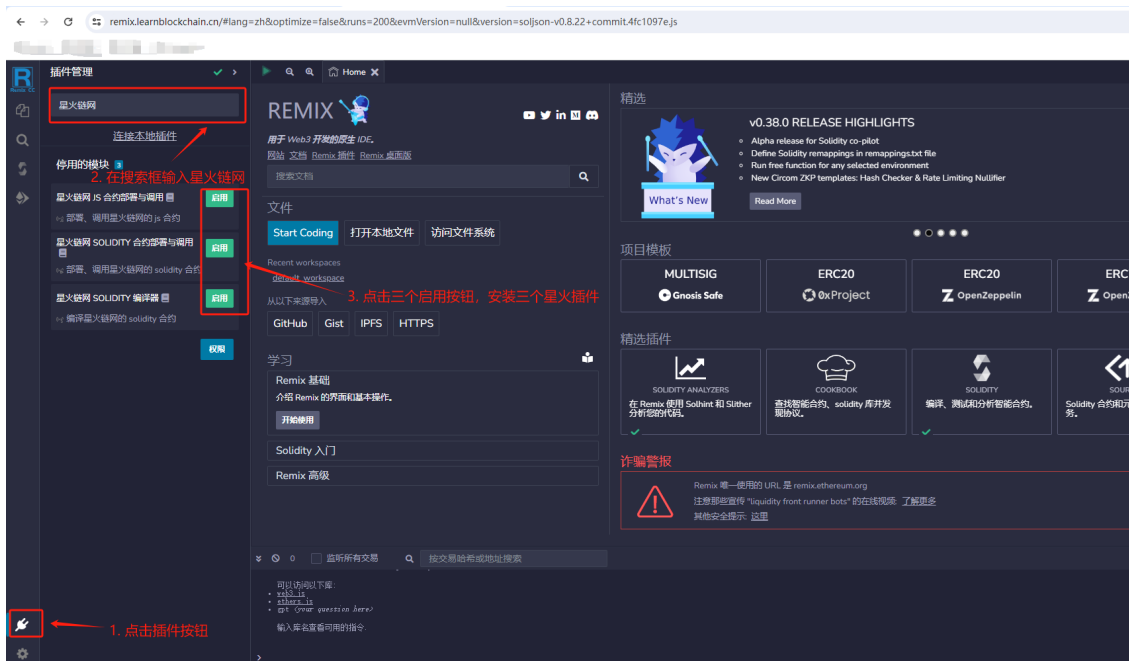 remix.learnblockchain.cn/#lang=zh&optimize=false&runs=200&evmVersion=null&version=soljson-v0.8.22+commit.4fc1097e.js
插件管理
星火链网
连接本地插件
停用的模块 3
2. 在搜索框输入星火链网
星火链网 JS 合约部署与调用
启用
部署、调用星火链网的 js 合约
星火链网 SOLIDITY 合约部署与调用
启用
部署、调用星火链网的 solidity 合约
星火链网 SOLIDITY 编译器
启用
编译星火链网的 solidity 合约
权限
3. 点击三个启用按钮，安装三个星火插件
1. 点击插件按钮
Home
REMIX
用于 Web3 开发的原生 IDE。
网站 文档 Remix 插件 Remix 桌面版
搜索文档
文件
Start Coding 打开本地文件 访问文件系统
Recent workspaces
default_workspace
从以下来源导入
GitHub Gist IPFS HTTPS
学习
Remix 基础
介绍 Remix 的界面和基本操作。
开始使用
Solidity 入门
Remix 高级
精选
v0.38.0 RELEASE HIGHLIGHTS
Alpha release for Solidity co-pilot
Define Solidity remappings in remappings.txt file
Run free function for any selected environment
New Circom ZKP templates: Hash Checker & Rate Limiting Nullifier
What's New
Read More
项目模板
MULTISIG ERC20 ERC20 ERC
Gnosis Safe 0xProject OpenZeppelin Open
精选插件
SOLIDITY ANALYZERS COOKBOOK SOLIDITY SOUR
在 Remix 使用 Solhint 和 Slither 分析您的代码。
查找智能合约、solidity 库并发现协议。
编译、测试和分析智能合约。
Solidity 合约和元
务。
诈骗警报
Remix 唯一使用的 URL 是 remix.ethereum.org
注意那些宣传 "liquidity front runner bots" 的在线视频: 了解更多
其他安全提示: 这里
0 监听所有交易 按交易哈希或地址搜索
可以访问以下库:
web3.js
ethers.js
gpt <your question here>
输入库名查看可用的指令.
>